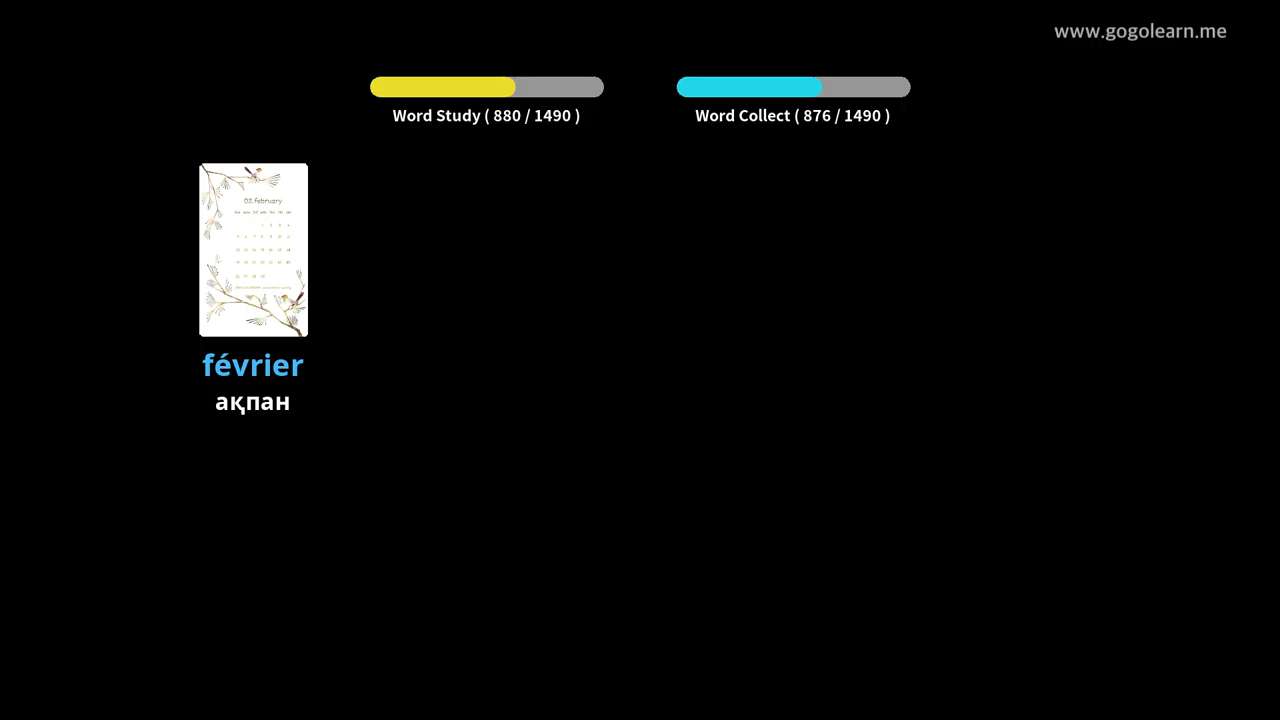 www.gogolearn.me
Word Study ( 880 / 1490 )
Word Collect ( 876 / 1490 )
02.february
février
ақпан